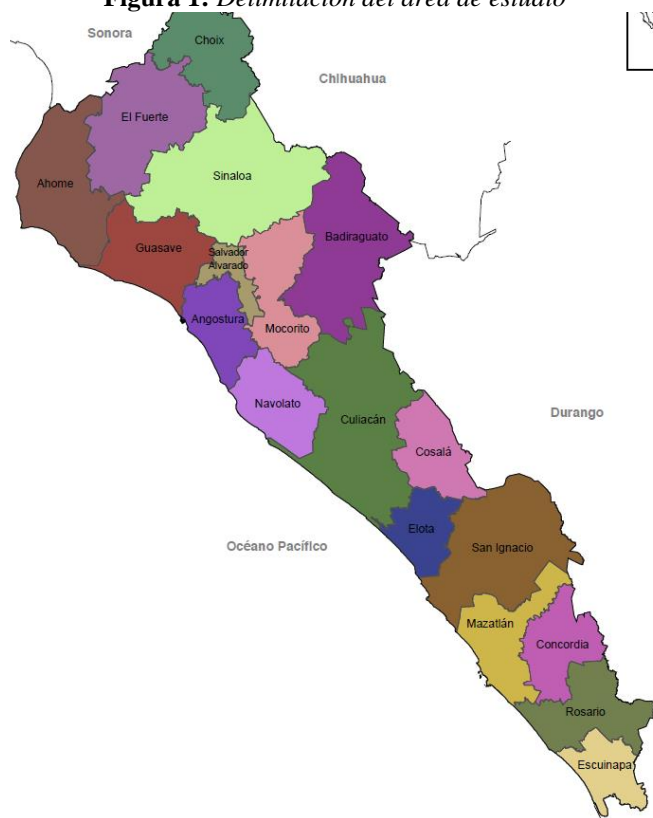 Figura 1. Delimitación del área de estudio
Sonora
Choix
Chihuahua
El Fuerte
Ahome
Sinaloa
Guasave
Badiraguato
Salvador
Alvarado
Angostura
Mocorito
Navolato
Culiacán
Durango
Cosalá
Elota
Océano Pacífico
San Ignacio
Mazatlán
Concordia
Rosario
Escuinapa